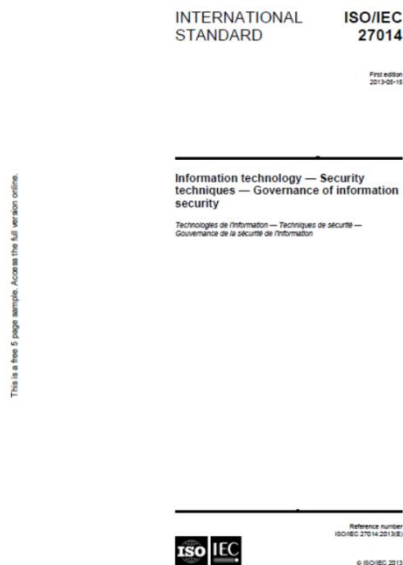 INTERNATIONAL STANDARD
ISO/IEC 27014
First edition
2013-05-15
Information technology — Security
techniques — Governance of information
security
Technologies de l'information — Techniques de sécurité —
Gouvernance de la sécurité de l'information
This is a free 5 page sample. Access the full version online.
Reference number
ISO/IEC 27014:2013(E)
ISO IEC
© ISO/IEC 2013